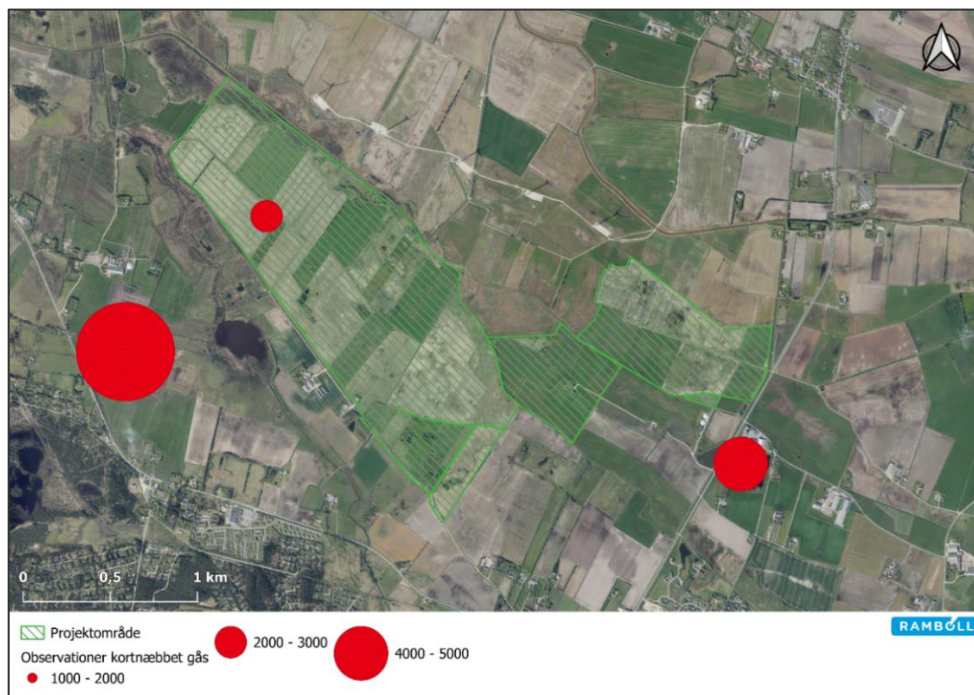 0 0,5 1 km
Projektområde
Observationer kortnæbbet gås
1000 - 2000
2000 - 3000
4000 - 5000
RAMBOLL